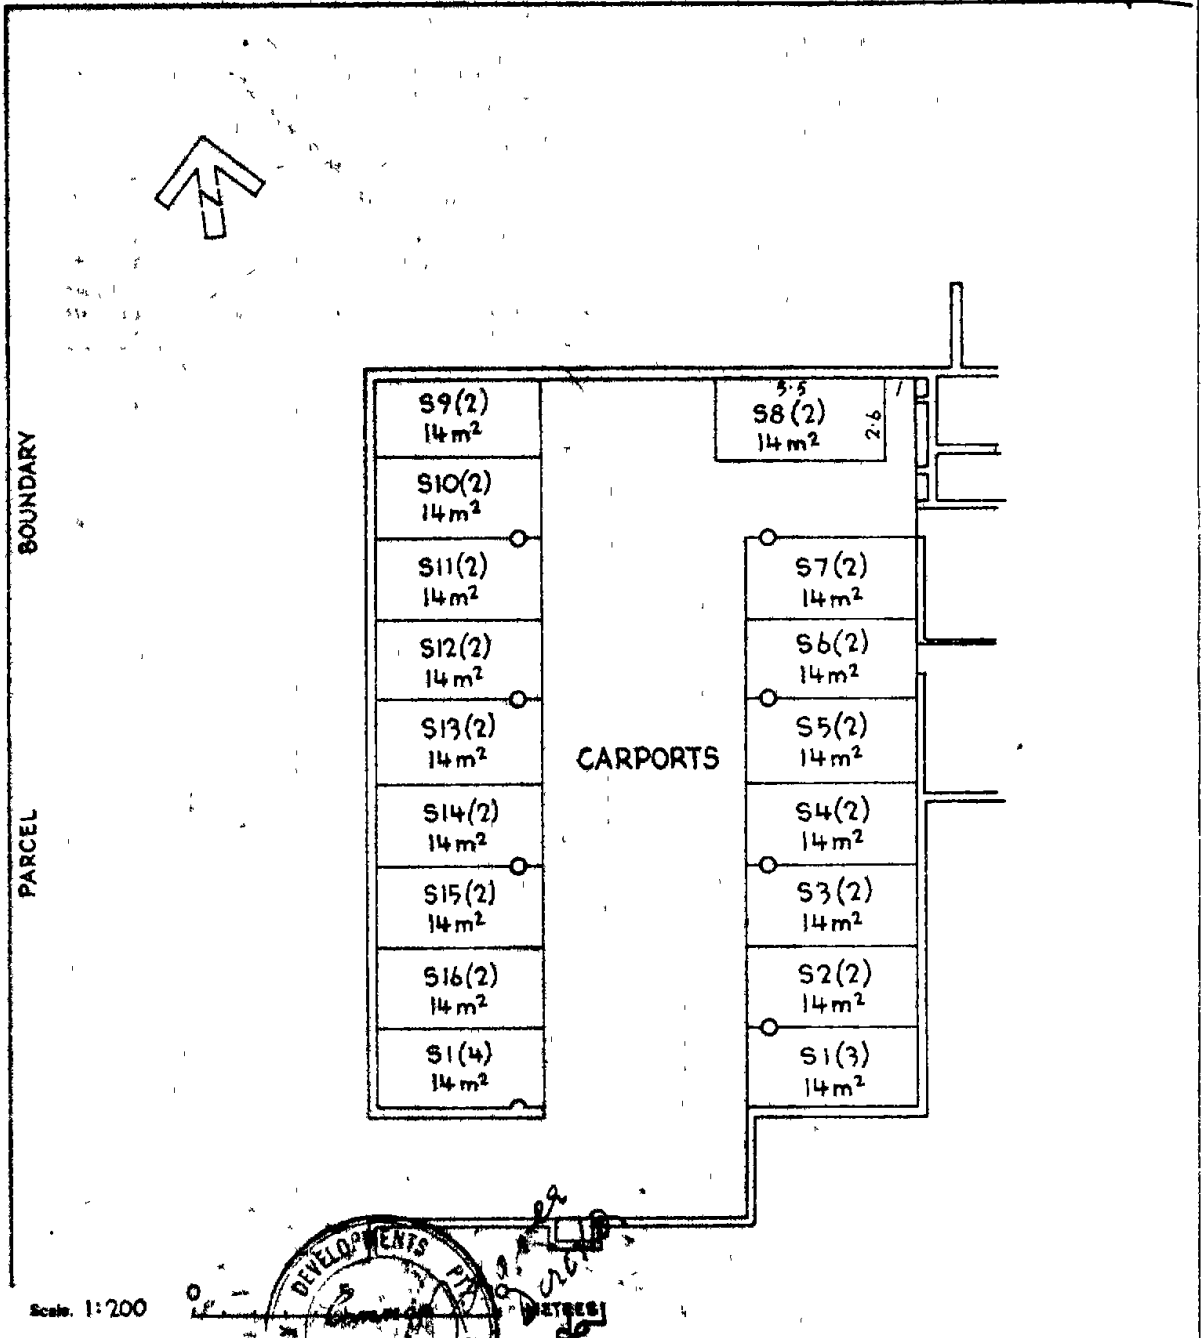 N
S9(2)
14m²
5.5
S8(2)
14m²
2.6
S10(2)
14m²
S11(2)
14m²
S7(2)
14m²
S12(2)
14m²
S6(2)
14m²
S13(2)
14m²
CARPORTS
S5(2)
14m²
S14(2)
14m²
S4(2)
14m²
S15(2)
14m²
S3(2)
14m²
S16(2)
14m²
S2(2)
14m²
S1(4)
14m²
S1(3)
14m²
PARCEL
BOUNDARY
DEVELOPMENTS PTY.
Scale. 1:200
0
METRES